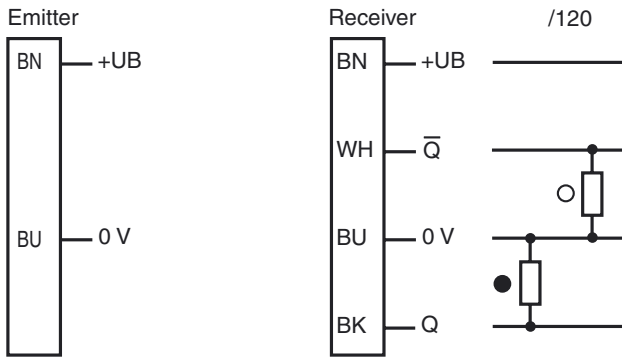 Emitter
BN +UB
BU 0 V
Receiver /120
BN +UB
WH Q̅
BU 0 V
BK Q